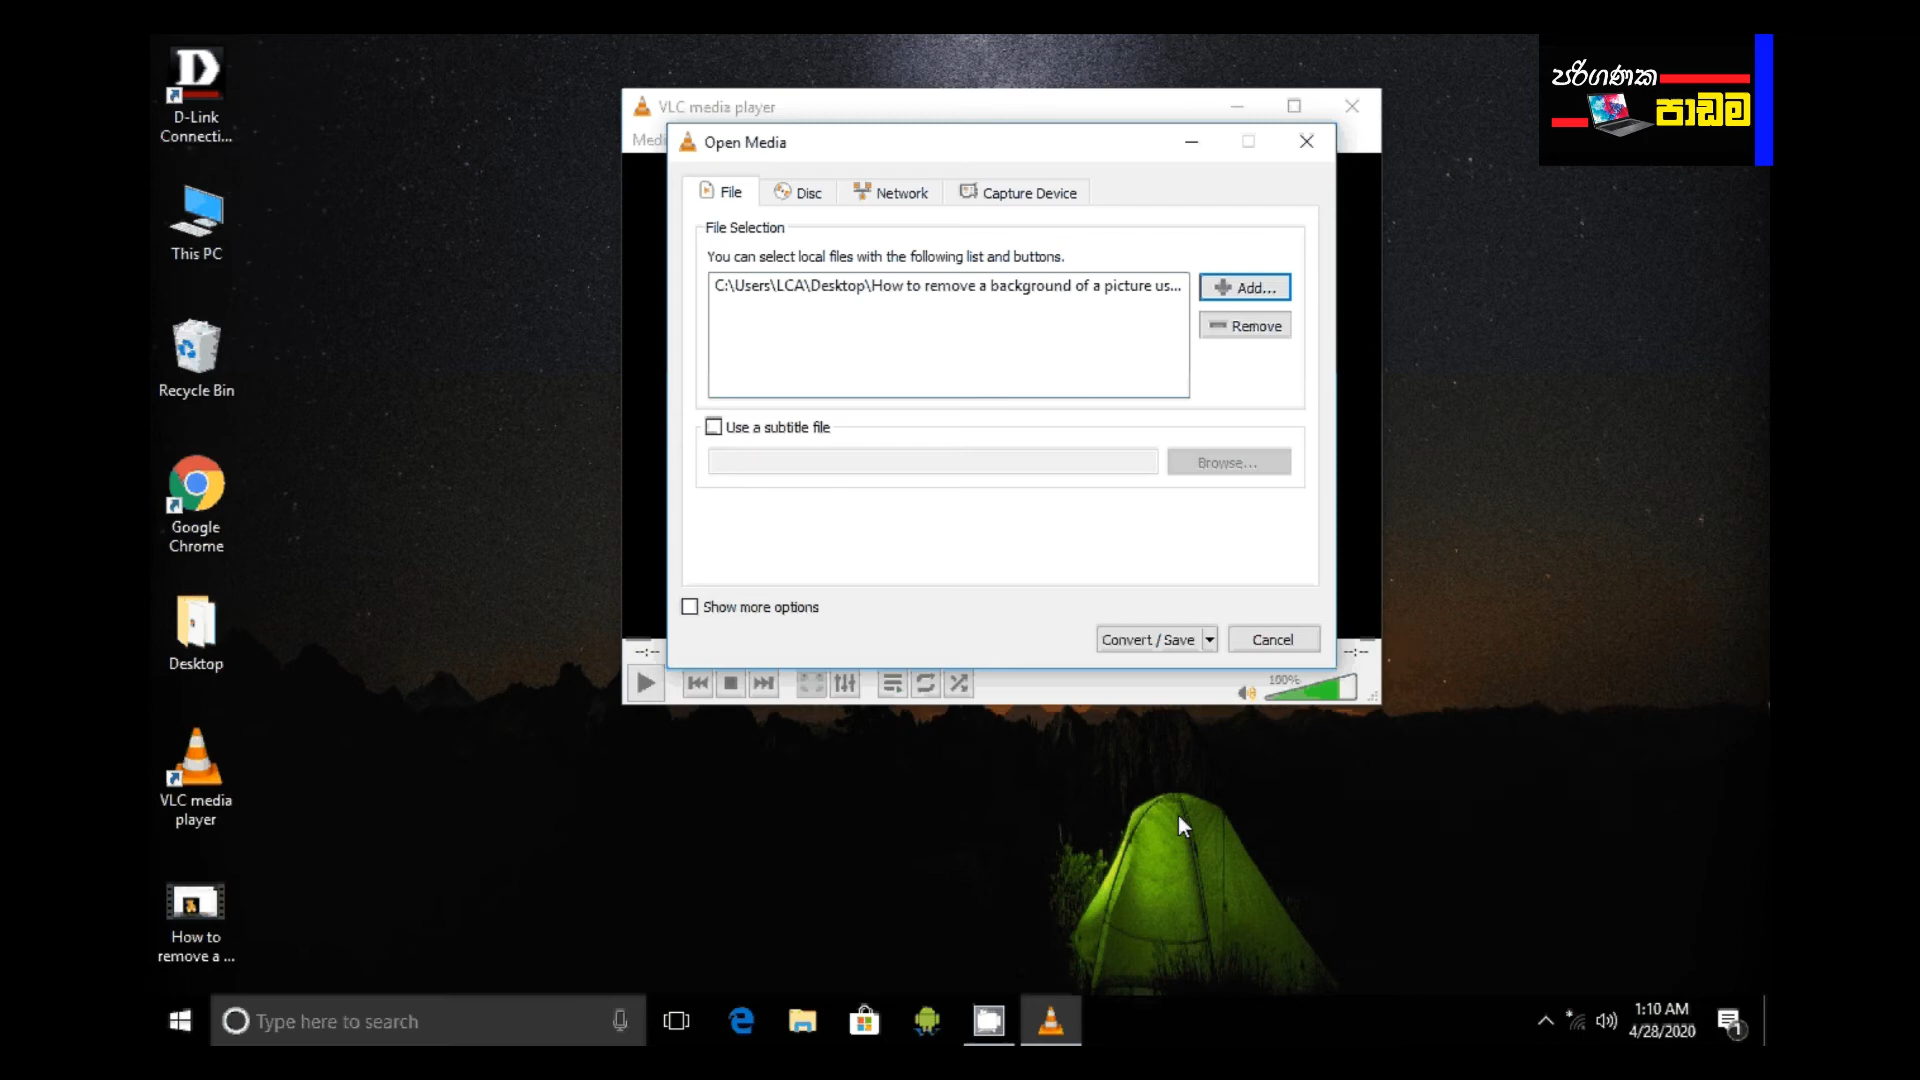 D-Link
Connecti...
This PC
Recycle Bin
Google
Chrome
Desktop
VLC media
player
How to
remove a ...
VLC media player
Medi
Open Media
File
Disc
Network
Capture Device
File Selection
You can select local files with the following list and buttons.
C:\Users\LCA\Desktop\How to remove a background of a picture us...
Add...
Remove
Use a subtitle file
Browse...
Show more options
Convert / Save
Cancel
--:--
--:--
100%
පරිගණක
පාඩම
Type here to search
1:10 AM
4/28/2020
1